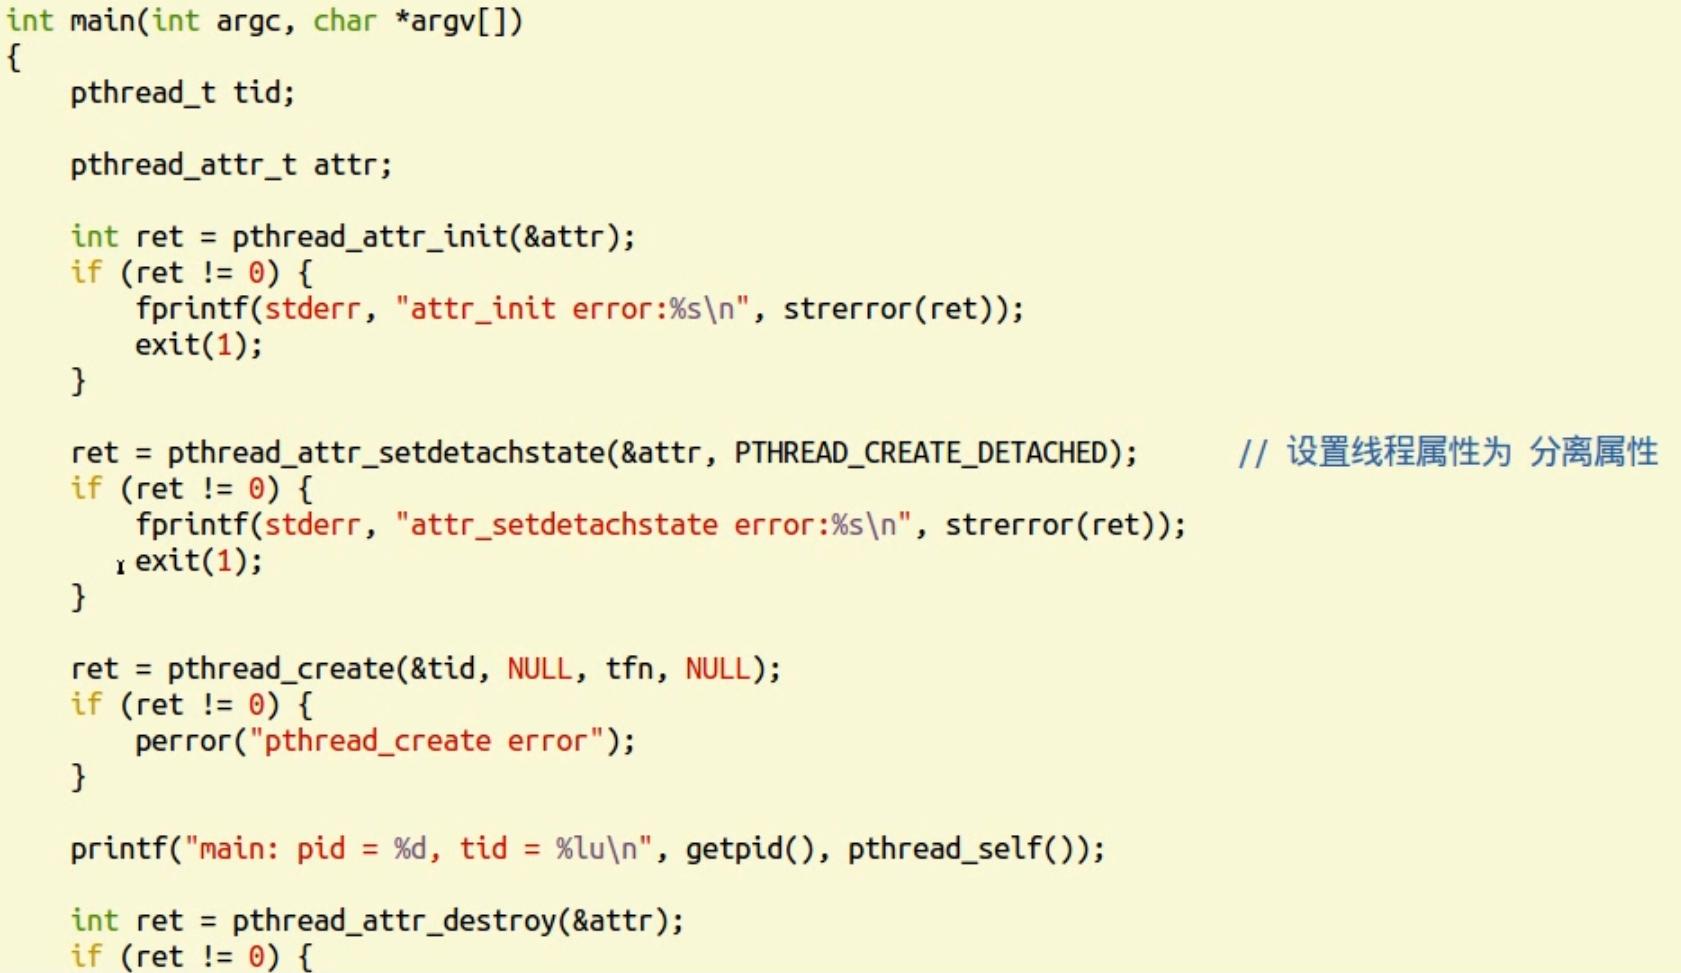 int main(int argc, char *argv[])
{
    pthread_t tid;
    pthread_attr_t attr;
    int ret = pthread_attr_init(&attr);
    if (ret != 0) {
        fprintf(stderr, "attr_init error:%s\n", strerror(ret));
        exit(1);
    }
    ret = pthread_attr_setdetachstate(&attr, PTHREAD_CREATE_DETACHED);      // 设置线程属性为 分离属性
    if (ret != 0) {
        fprintf(stderr, "attr_setdetachstate error:%s\n", strerror(ret));
        exit(1);
    }
    ret = pthread_create(&tid, NULL, tfn, NULL);
    if (ret != 0) {
        perror("pthread_create error");
    }
    printf("main: pid = %d, tid = %lu\n", getpid(), pthread_self());
    int ret = pthread_attr_destroy(&attr);
    if (ret != 0) {